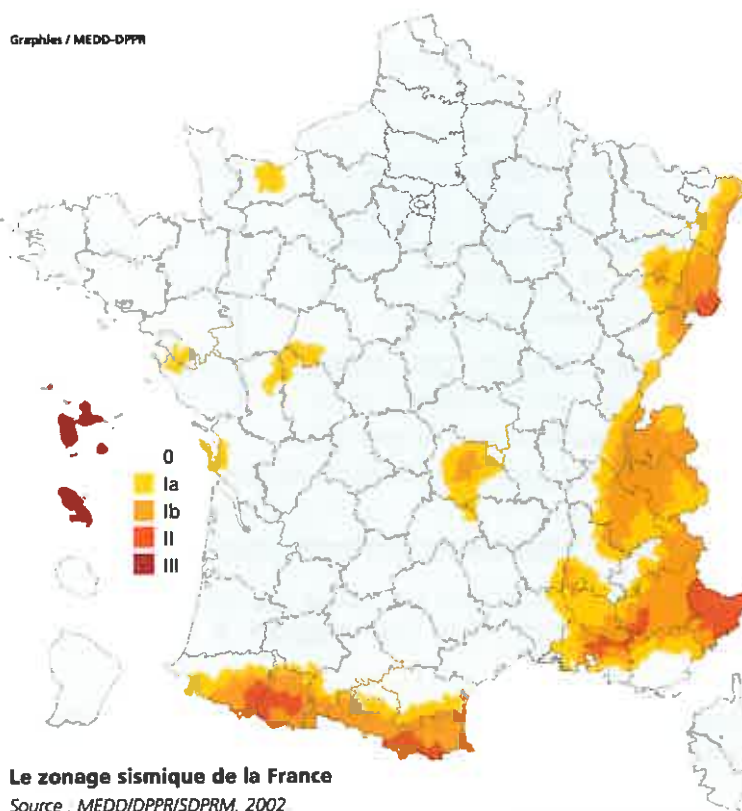 Graphies / MEDD-DPPR
0
Ia
Ib
II
III
Le zonage sismique de la France
Source : MEDD/DPPR/SDPRM, 2002